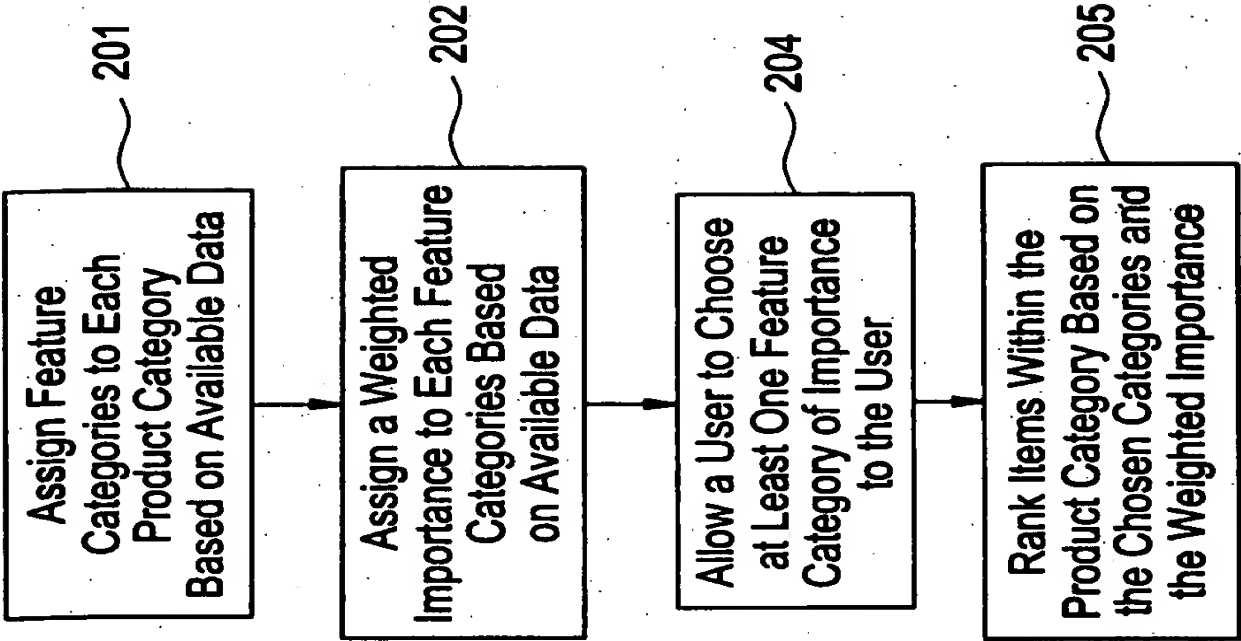 Assign Feature
Categories to Each
Product Category
Based on Available Data
201
Assign a Weighted
Importance to Each Feature
Categories Based
on Available Data
202
Allow a User to Choose
at Least One Feature
Category of Importance
to the User
204
Rank Items Within the
Product Category Based on
the Chosen Categories and
the Weighted Importance
205